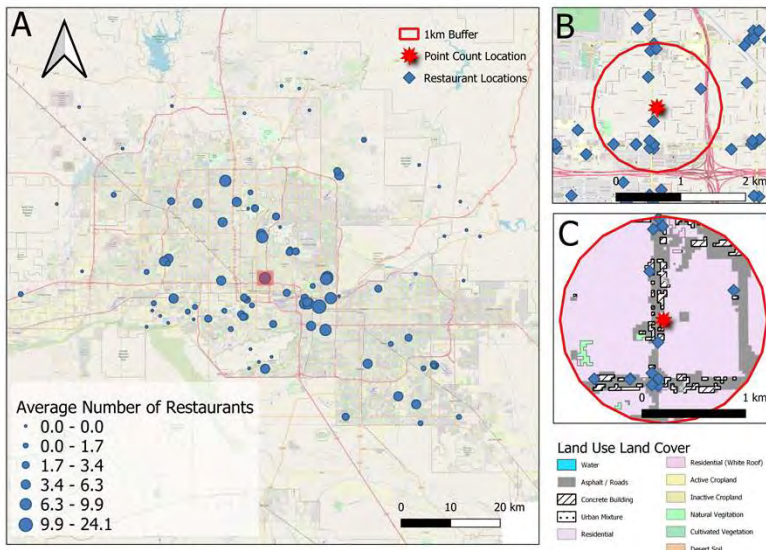 A
1km Buffer
Point Count Location
Restaurant Locations
Average Number of Restaurants
0.0 - 0.0
0.0 - 1.7
1.7 - 3.4
3.4 - 6.3
6.3 - 9.9
9.9 - 24.1
0 10 20 km
B
0 1 2 km
C
0 1 km
Land Use Land Cover
Water
Asphalt / Roads
Concrete Building
Urban Mixture
Residential
Residential (White Roof)
Active Cropland
Inactive Cropland
Natural Vegitation
Cultivated Vegetation
Desert Soil